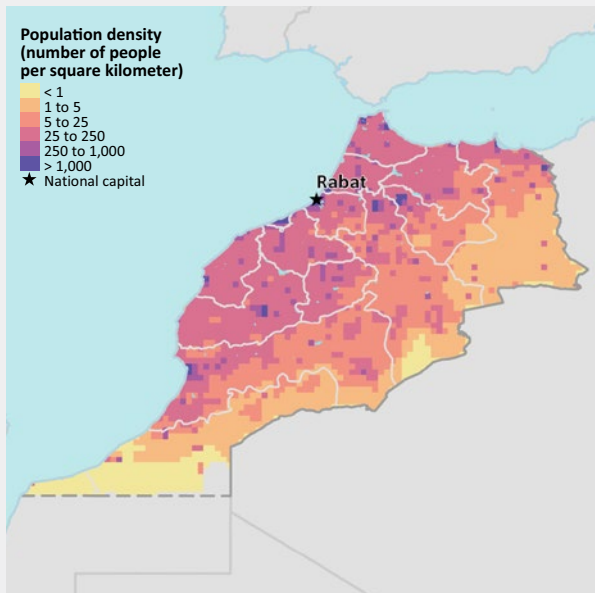 Population density
(number of people
per square kilometer)
< 1
1 to 5
5 to 25
25 to 250
250 to 1,000
> 1,000
National capital
Rabat